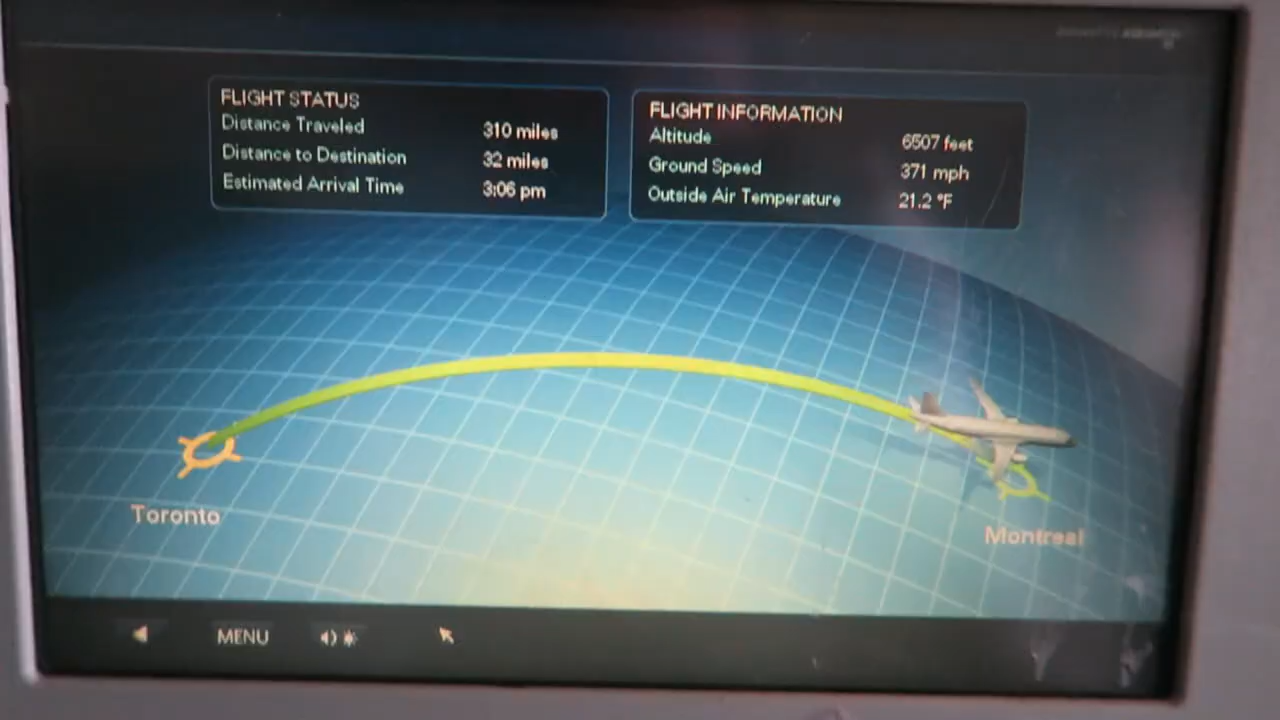 FLIGHT STATUS
Distance Traveled 310 miles
Distance to Destination 32 miles
Estimated Arrival Time 3:06 pm
FLIGHT INFORMATION
Altitude 6507 feet
Ground Speed 371 mph
Outside Air Temperature 21.2 °F
Toronto
Montreal
MENU